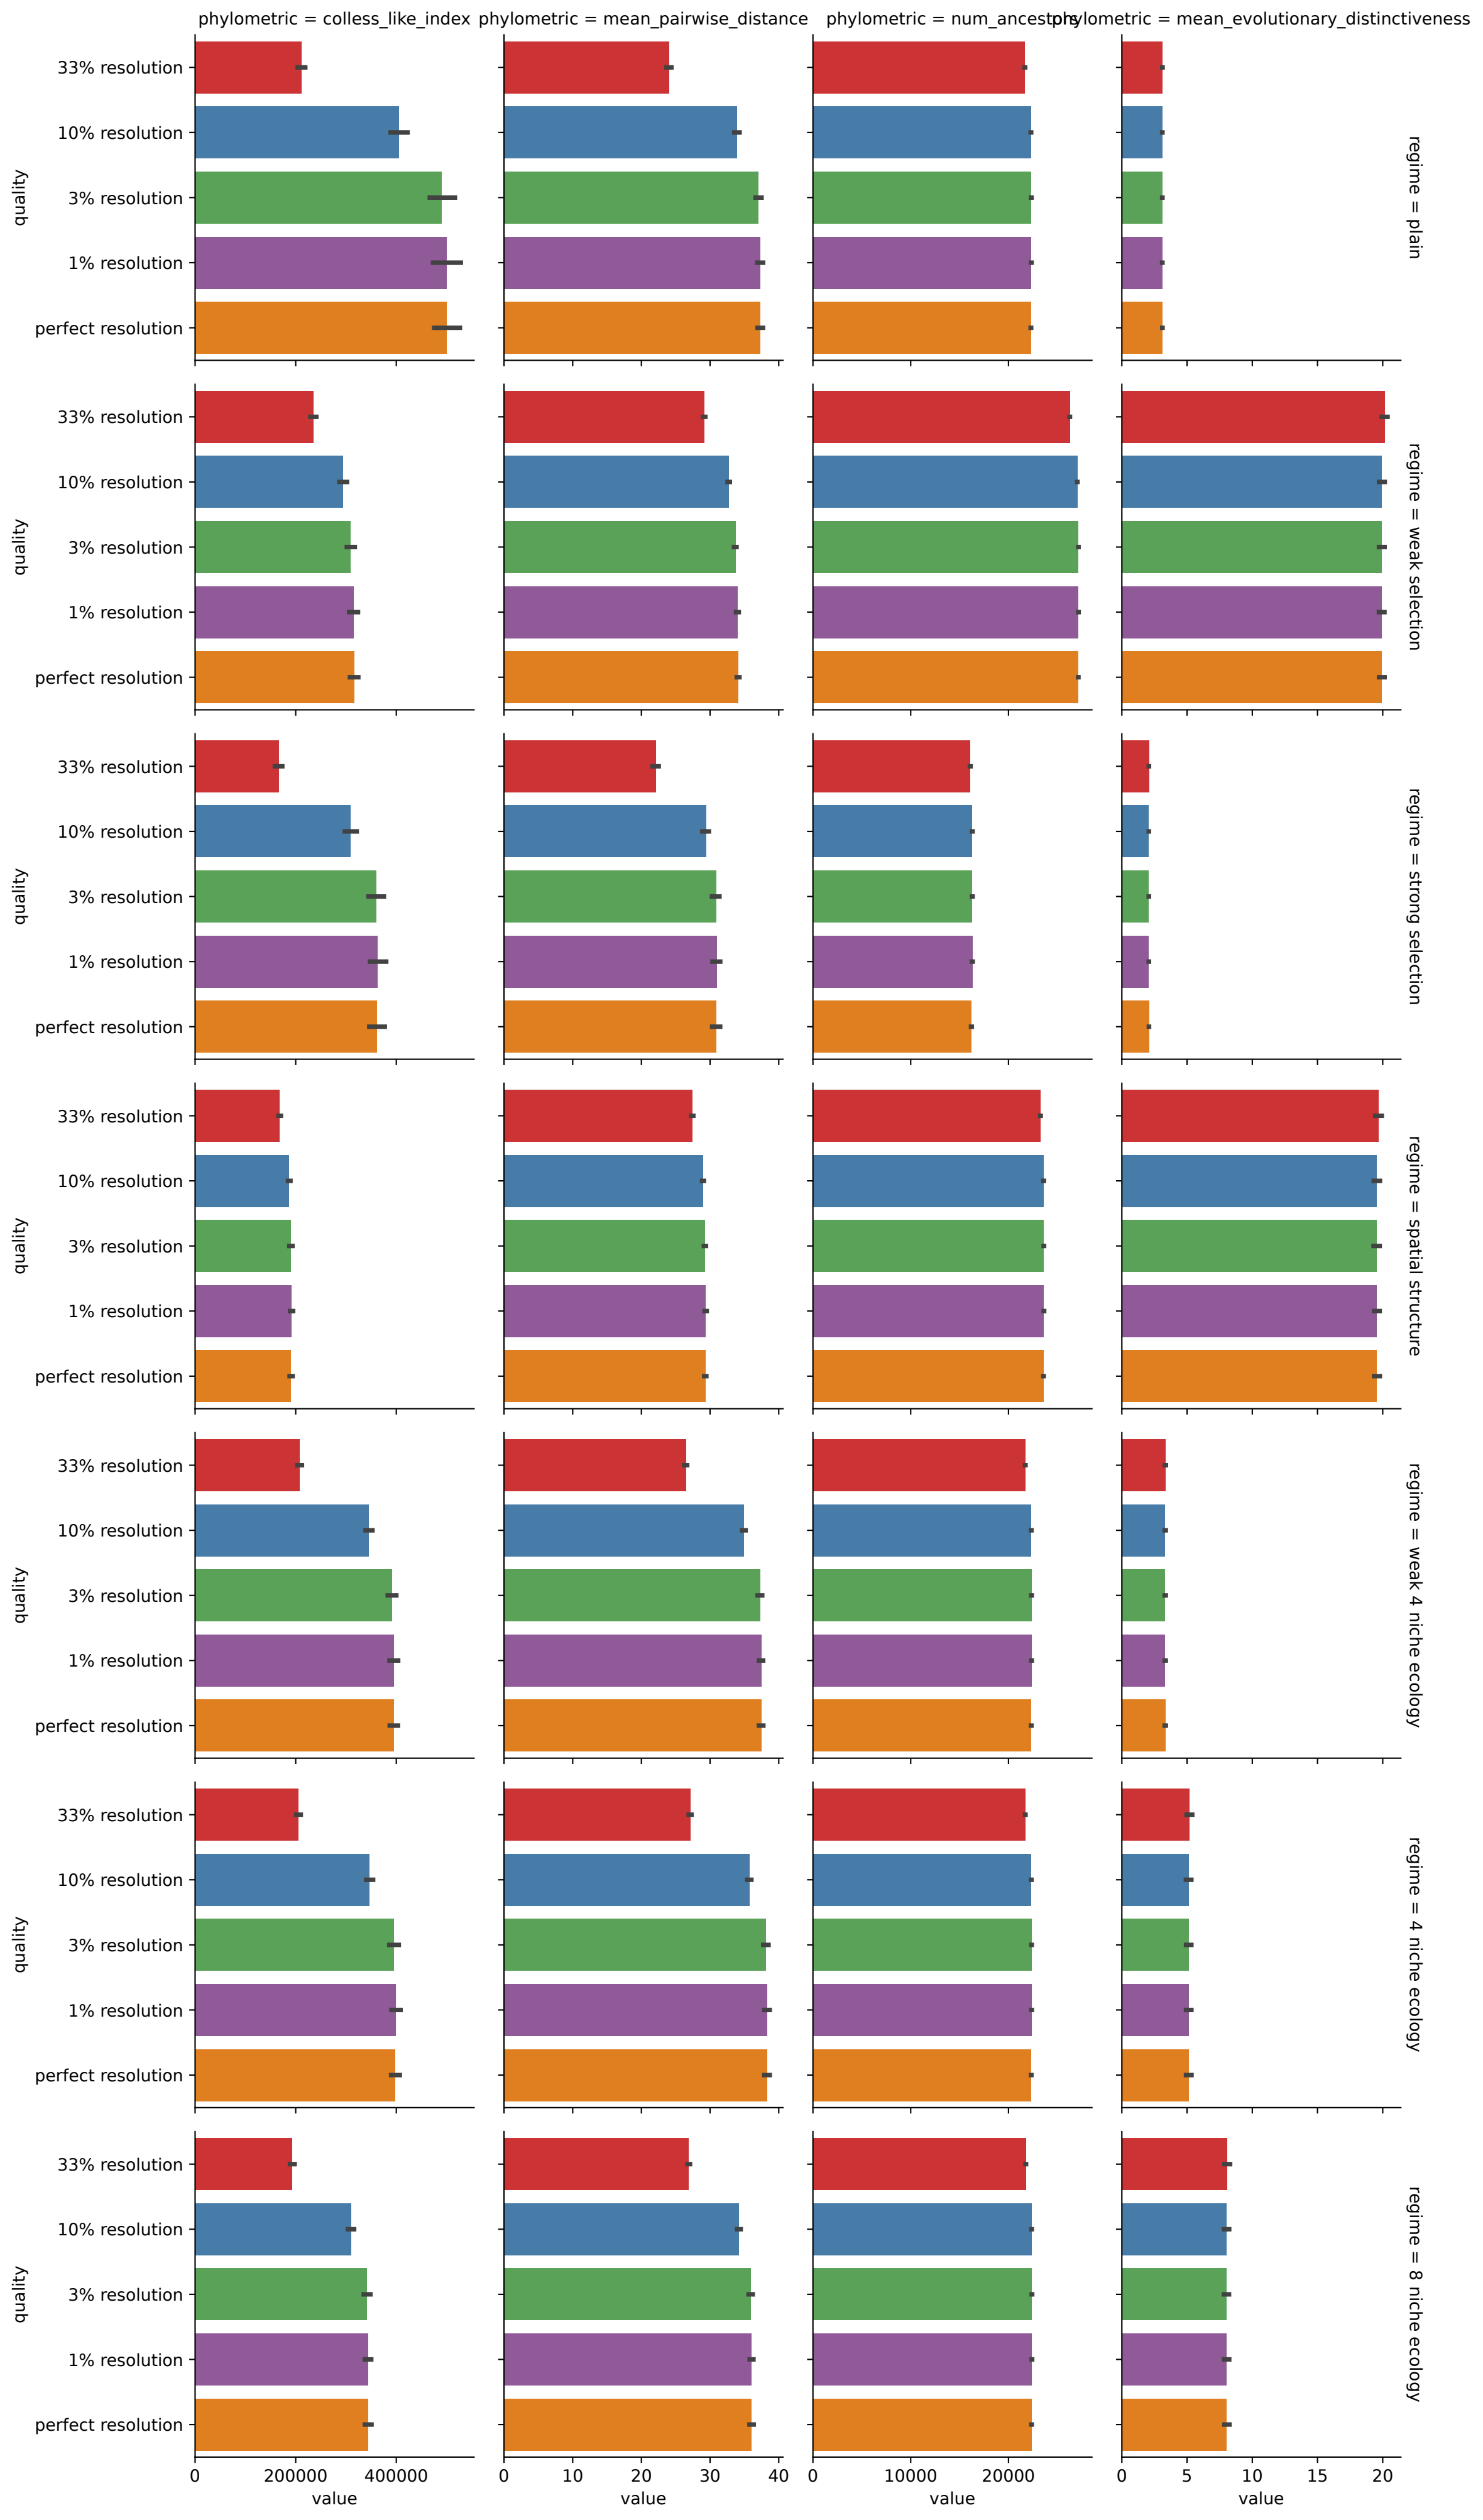 phylometric = colless_like_index
phylometric = mean_pairwise_distance
phylometric = num_ancestors
phylometric = mean_evolutionary_distinctiveness
quality
33% resolution
10% resolution
3% resolution
1% resolution
perfect resolution
regime = plain
quality
33% resolution
10% resolution
3% resolution
1% resolution
perfect resolution
regime = weak selection
quality
33% resolution
10% resolution
3% resolution
1% resolution
perfect resolution
regime = strong selection
quality
33% resolution
10% resolution
3% resolution
1% resolution
perfect resolution
regime = spatial structure
quality
33% resolution
10% resolution
3% resolution
1% resolution
perfect resolution
regime = weak 4 niche ecology
quality
33% resolution
10% resolution
3% resolution
1% resolution
perfect resolution
regime = 4 niche ecology
quality
33% resolution
10% resolution
3% resolution
1% resolution
perfect resolution
regime = 8 niche ecology
0 200000 400000
0 10 20 30 40
0 10000 20000
0 5 10 15 20
value
value
value
value